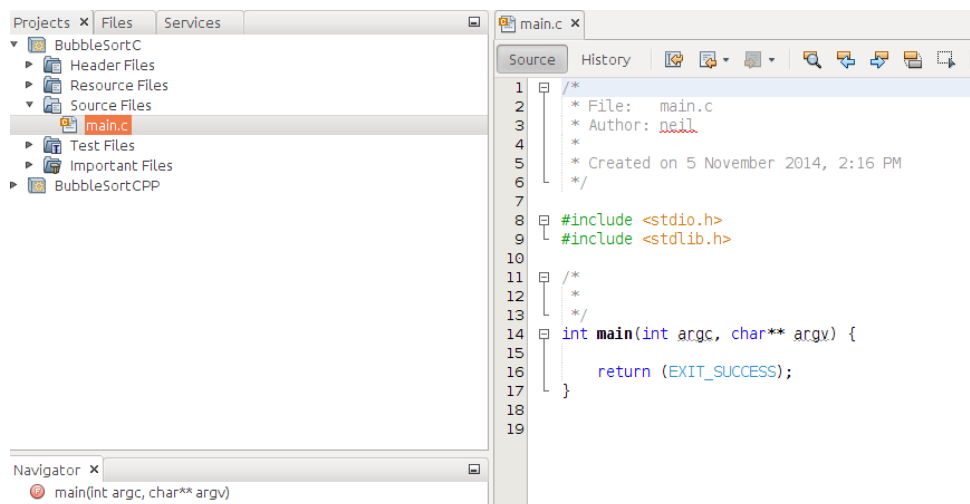 Projects Files Services
BubbleSortC
Header Files
Resource Files
Source Files
main.c
Test Files
Important Files
BubbleSortCPP
Navigator
main(int argc, char** argv)
main.c
Source History
1 /*
2 * File: main.c
3 * Author: neil
4 *
5 * Created on 5 November 2014, 2:16 PM
6 */
7
8 #include <stdio.h>
9 #include <stdlib.h>
10
11 /*
12 *
13 */
14 int main(int argc, char** argv) {
15
16 return (EXIT_SUCCESS);
17 }
18
19